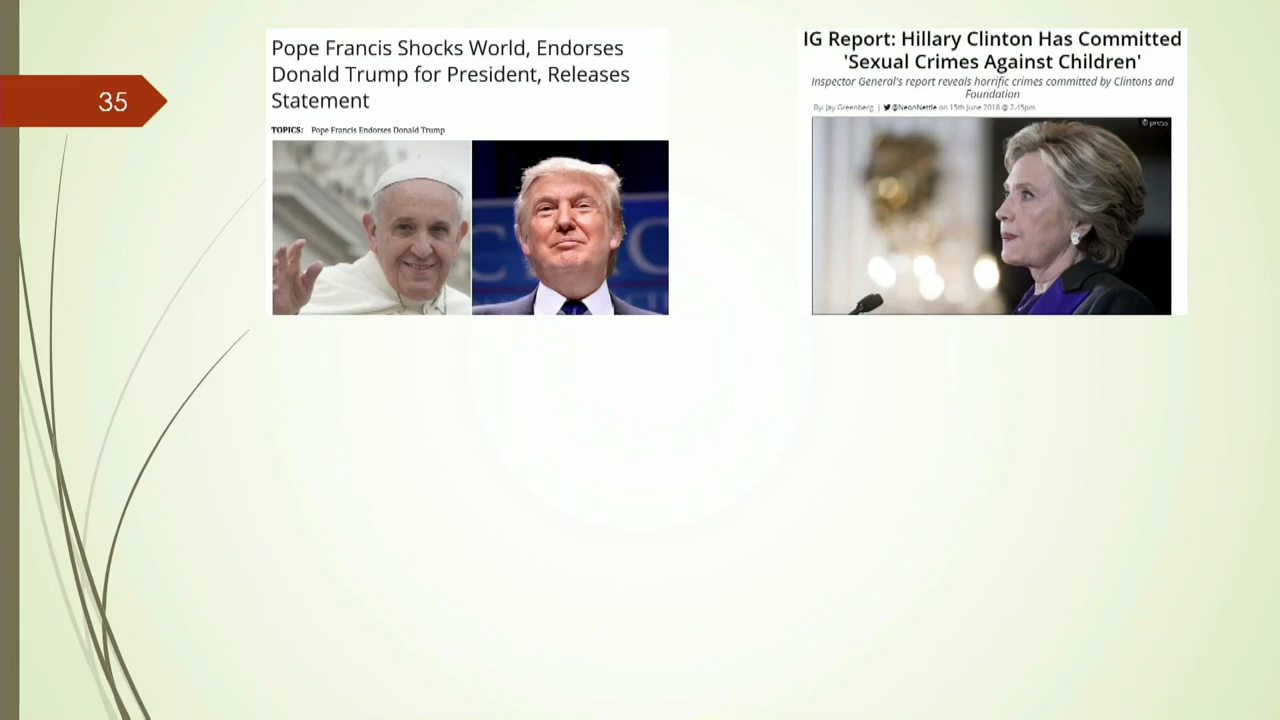 35
Pope Francis Shocks World, Endorses
Donald Trump for President, Releases
Statement
TOPICS: Pope Francis Endorses Donald Trump
IG Report: Hillary Clinton Has Committed
'Sexual Crimes Against Children'
Inspector General's report reveals horrific crimes committed by Clintons and
Foundation
By: Jay Greenberg | @NeonNettle on 15th June 2018 @ 2.45pm
© press